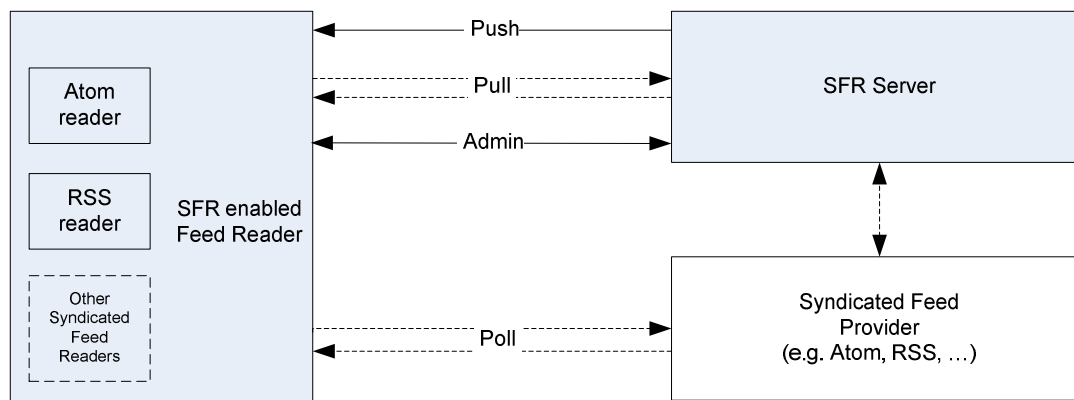 Push
Pull
Admin
Atom
reader
RSS
reader
Other
Syndicated
Feed
Readers
SFR enabled
Feed Reader
SFR Server
Poll
Syndicated Feed
Provider
(e.g. Atom, RSS, …)